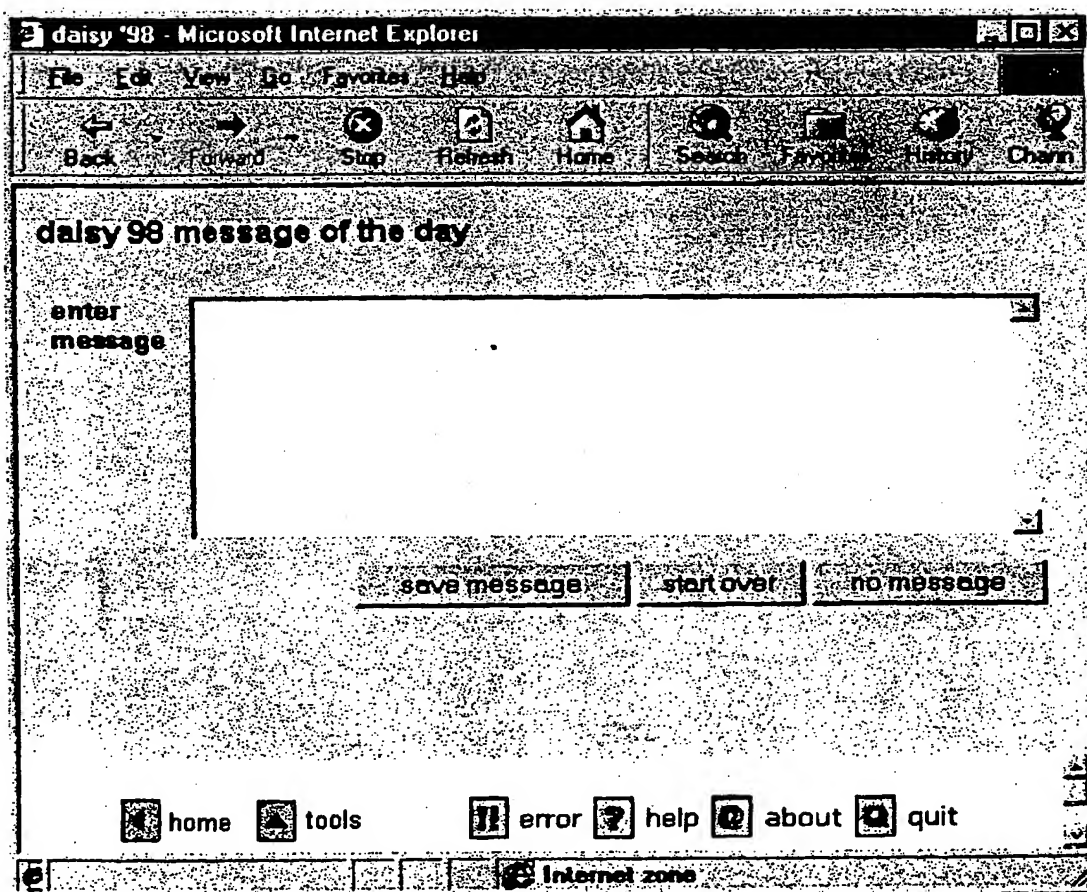 daisy '98 - Microsoft Internet Explorer
File Edit View Go Favorites Help
Back Forward Stop Refresh Home Search Favorites History Chann
daisy 98 message of the day
enter
message
save message start over no message
home tools !! error ? help @ about quit
Internet zone